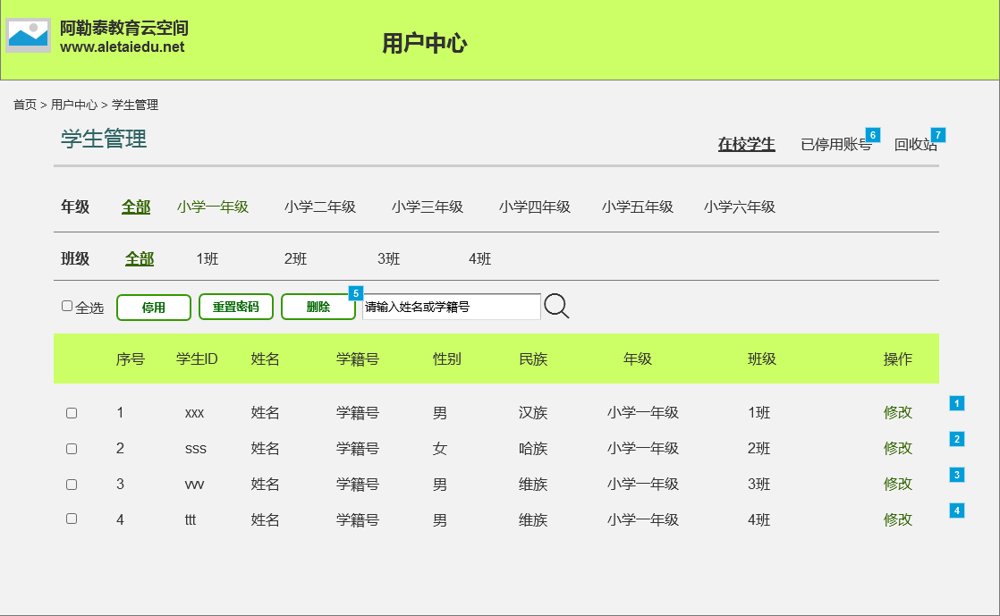 阿勒泰教育云空间
www.aletaiedu.net
用户中心
首页 > 用户中心 > 学生管理
学生管理
在校学生 已停用账号 6 回收站 7
年级 全部 小学一年级 小学二年级 小学三年级 小学四年级 小学五年级 小学六年级
班级 全部 1班 2班 3班 4班
全选 停用 重置密码 删除 5 请输入姓名或学籍号
序号 学生ID 姓名 学籍号 性别 民族 年级 班级 操作
1 xxx 姓名 学籍号 男 汉族 小学一年级 1班 修改 1
2 sss 姓名 学籍号 女 哈族 小学一年级 2班 修改 2
3 vvv 姓名 学籍号 男 维族 小学一年级 3班 修改 3
4 ttt 姓名 学籍号 男 维族 小学一年级 4班 修改 4